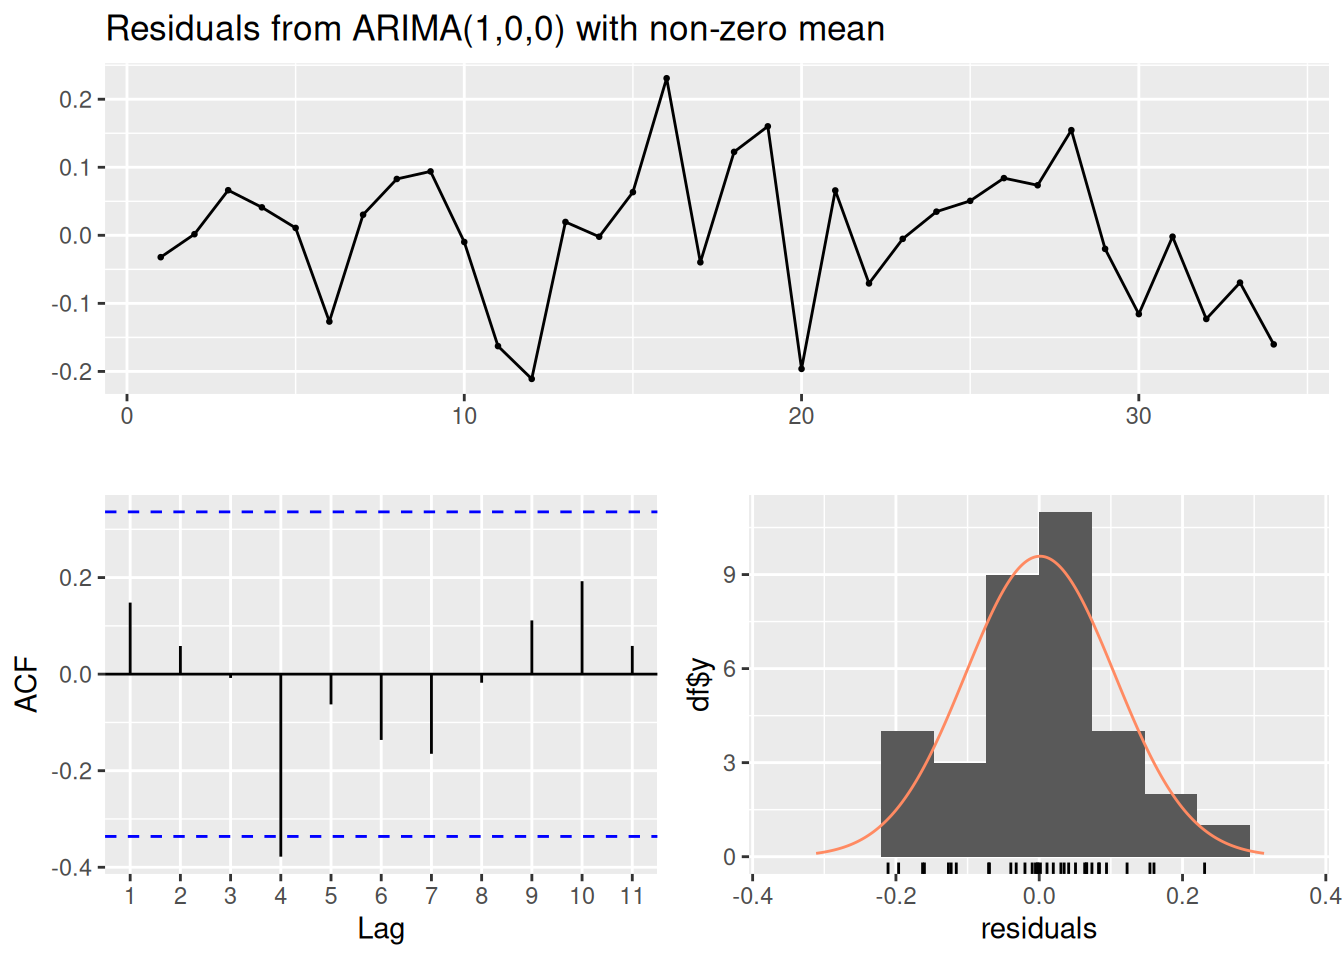 Residuals from ARIMA(1,0,0) with non-zero mean
0.2
0.1
0.0
-0.1
-0.2
0 10 20 30
ACF
0.2
0.0
-0.2
-0.4
1 2 3 4 5 6 7 8 9 10 11
Lag
df$y
9
6
3
0
-0.4 -0.2 0.0 0.2 0.4
residuals